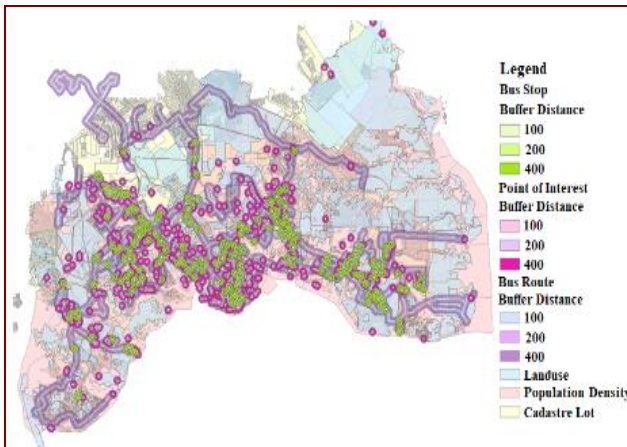 Legend
Bus Stop
Buffer Distance
100
200
400
Point of Interest
Buffer Distance
100
200
400
Bus Route
Buffer Distance
100
200
400
Landuse
Population Density
Cadastre Lot